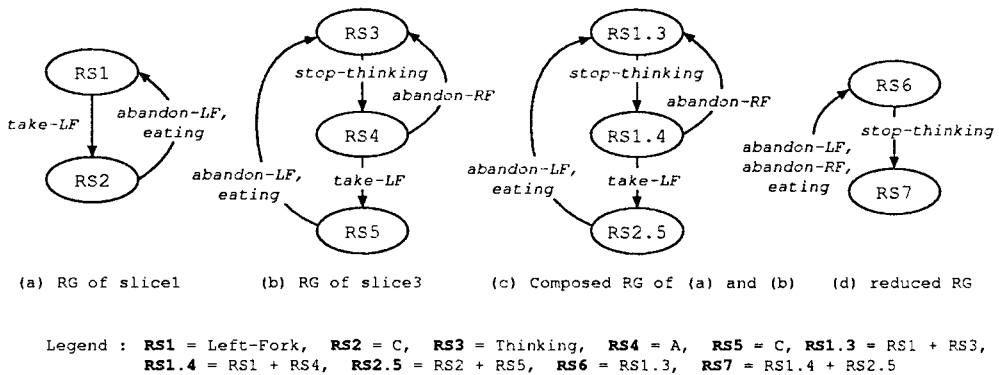 RS1
take-LF
abandon-LF,
eating
RS2
(a) RG of slice1
RS3
stop-thinking
abandon-RF
RS4
abandon-LF,
eating
take-LF
RS5
(b) RG of slice3
RS1.3
stop-thinking
abandon-RF
RS1.4
abandon-LF,
eating
take-LF
RS2.5
(c) Composed RG of (a) and (b)
RS6
stop-thinking
abandon-LF,
abandon-RF,
eating
RS7
(d) reduced RG
Legend : RS1 = Left-Fork, RS2 = C, RS3 = Thinking, RS4 = A, RS5 = C, RS1.3 = RS1 + RS3,
RS1.4 = RS1 + RS4, RS2.5 = RS2 + RS5, RS6 = RS1.3, RS7 = RS1.4 + RS2.5